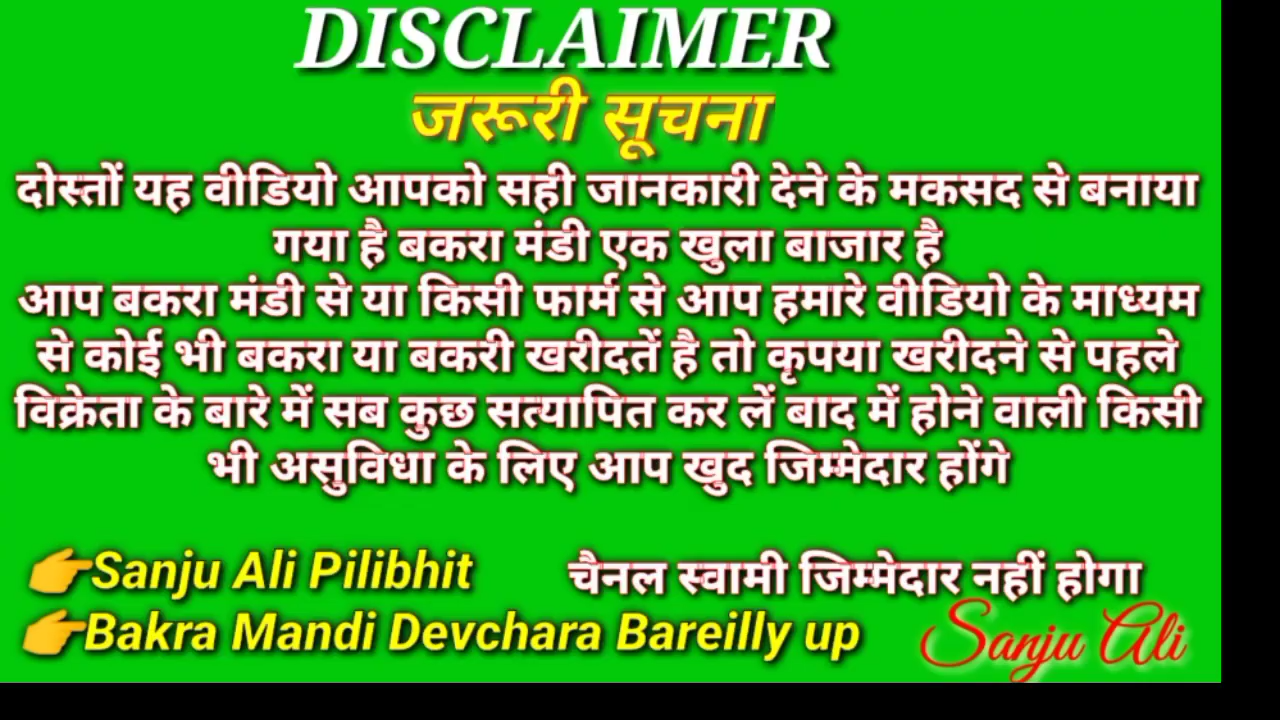 DISCLAIMER
जरूरी सूचना
दोस्तों यह वीडियो आपको सही जानकारी देने के मकसद से बनाया
गया है बकरा मंडी एक खुला बाजार है
आप बकरा मंडी से या किसी फार्म से आप हमारे वीडियो के माध्यम
से कोई भी बकरा या बकरी खरीदतें है तो कृपया खरीदने से पहले
विक्रेता के बारे में सब कुछ सत्यापित कर लें बाद में होने वाली किसी
भी असुविधा के लिए आप खुद जिम्मेदार होंगे
👉Sanju Ali Pilibhit चैनल स्वामी जिम्मेदार नहीं होगा
👉Bakra Mandi Devchara Bareilly up Sanju Ali